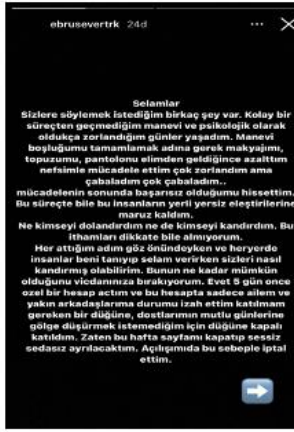 ebrusevertrk 24d
Selamlar
Sizlere söylemek istediğim birkaç şey var. Kolay bir
süreçten geçmediğim manevi ve psikolojik olarak
oldukça zorlandığım günler yaşadım. Manevi
boşluğumu tamamlamak adına gerek makyajımı,
topuzumu, pantolonu elimden geldiğince azalttım
nefsimle mücadele ettim çok zorlandım ama
çabaladım çok çabaladım..
mücadelenin sonunda başarısız olduğumu hissettim.
Bu süreçte bile bu insanların yerli yersiz eleştirilerine
maruz kaldım.
Ne kimseyi dolandırdım ne de kimseyi kandırdım. Bu
ithamları dikkate bile almıyorum.
Her attığım adım göz önündeyken ve heryerde
insanlar beni tanıyıp selam verirken sizleri nasıl
kandırmış olabilirim. Bunun ne kadar mümkün
olduğunu vicdanınıza bırakıyorum. Evet 5 gün once
ozel bir hesap actım ve bu hesapta sadece ailem ve
yakın arkadaşlarıma durumu izah ettim katılmam
gereken bir düğüne, dostlarımın mutlu günlerine
gölge düşürmek istemediğim için düğüne kapalı
katıldım. Zaten bu hafta sayfamı kapatıp sessiz
sedasız ayrılacaktım. Açılışımıda bu sebeple iptal
ettim.